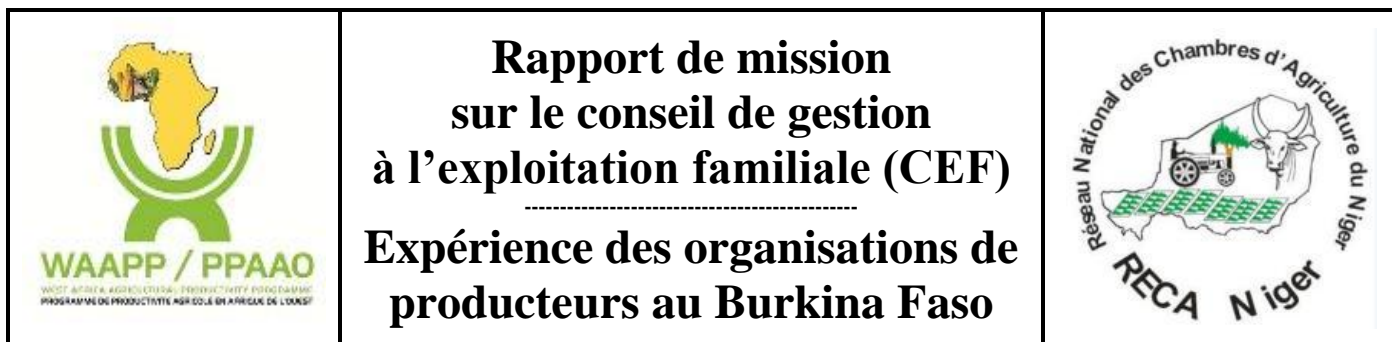 WAAPP / PPAAO
WEST AFRICA AGRICULTURAL PRODUCTIVITY PROGRAMME
PROGRAMME DE PRODUCTIVITE AGRICOLE EN AFRIQUE DE L'OUEST
Rapport de mission
sur le conseil de gestion
à l’exploitation familiale (CEF)
------------------------------------------------
Expérience des organisations de
producteurs au Burkina Faso
Réseau National des Chambres d'Agriculture du Niger
RECA Niger